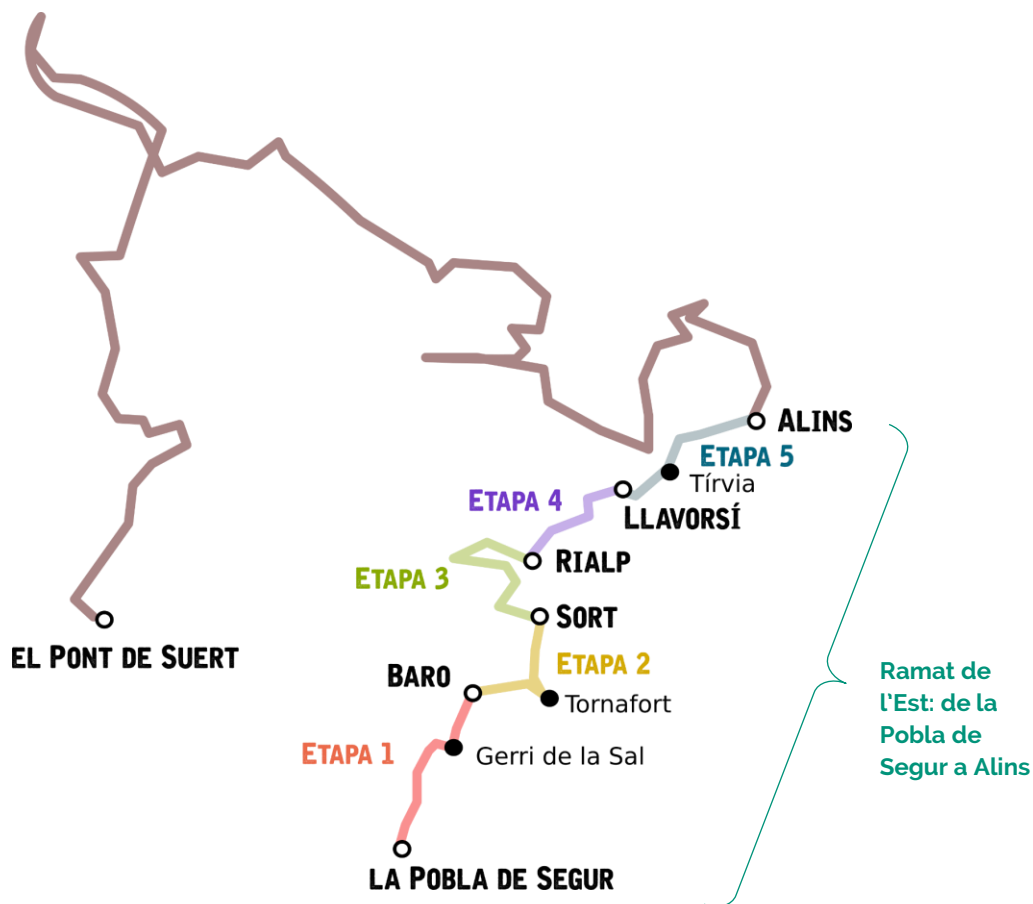 ALINS
ETAPA 5
Tírvia
ETAPA 4
LLAVORSÍ
RIALP
ETAPA 3
SORT
EL PONT DE SUERT
ETAPA 2
BARO
Tornafort
ETAPA 1
Gerri de la Sal
LA POBLA DE SEGUR
Ramat de
l'Est: de la
Pobla de
Segur a Alins